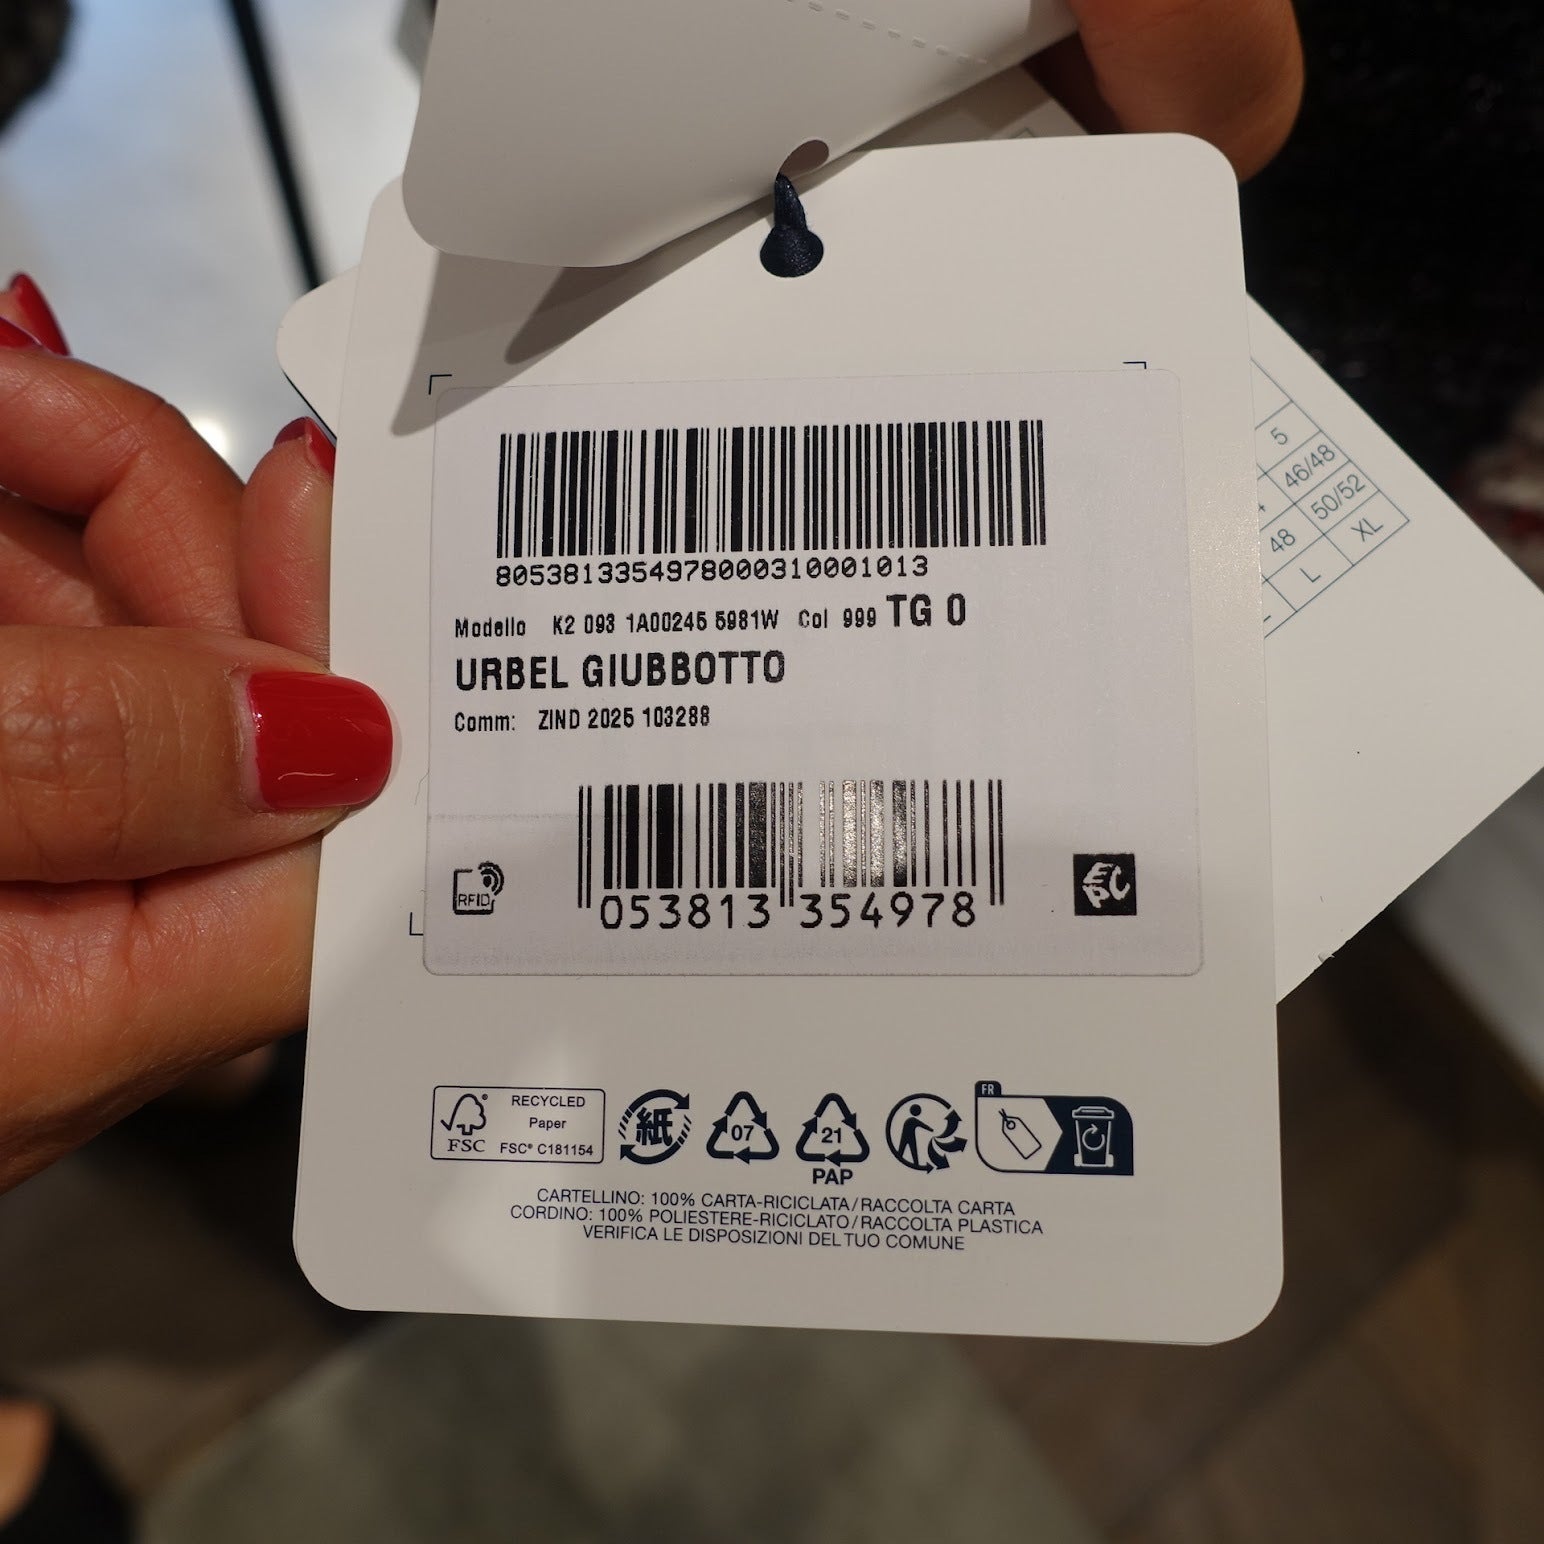 8053813354978000310001013
Modello K2 093 1A00245 5981W Col 999 TG 0
URBEL GIUBBOTTO
Comm: ZIND 2025 103288
RFID
053813 354978
EPC
FSC
RECYCLED
Paper
FSC® C181154
紙
07
21
PAP
FR
CARTELLINO: 100% CARTA-RICICLATA/RACCOLTA CARTA
CORDINO: 100% POLIESTERE-RICICLATO/RACCOLTA PLASTICA
VERIFICA LE DISPOSIZIONI DEL TUO COMUNE
5
46/48
48 50/52
L XL